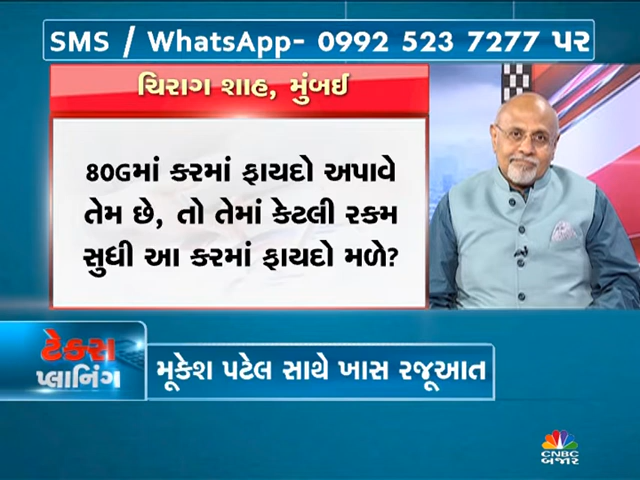 SMS / WhatsApp- 0992 523 7277 પર
ચિરાગ શાહ, મુંબઈ
80Gમાં કરમાં ફાયદો અપાવે
તેમ છે, તો તેમાં કેટલી રકમ
સુધી આ કરમાં ફાયદો મળે?
ટેક્સ
પ્લાનિંગ
મૂકેશ પટેલ સાથે ખાસ રજૂઆત
CNBC
બજાર